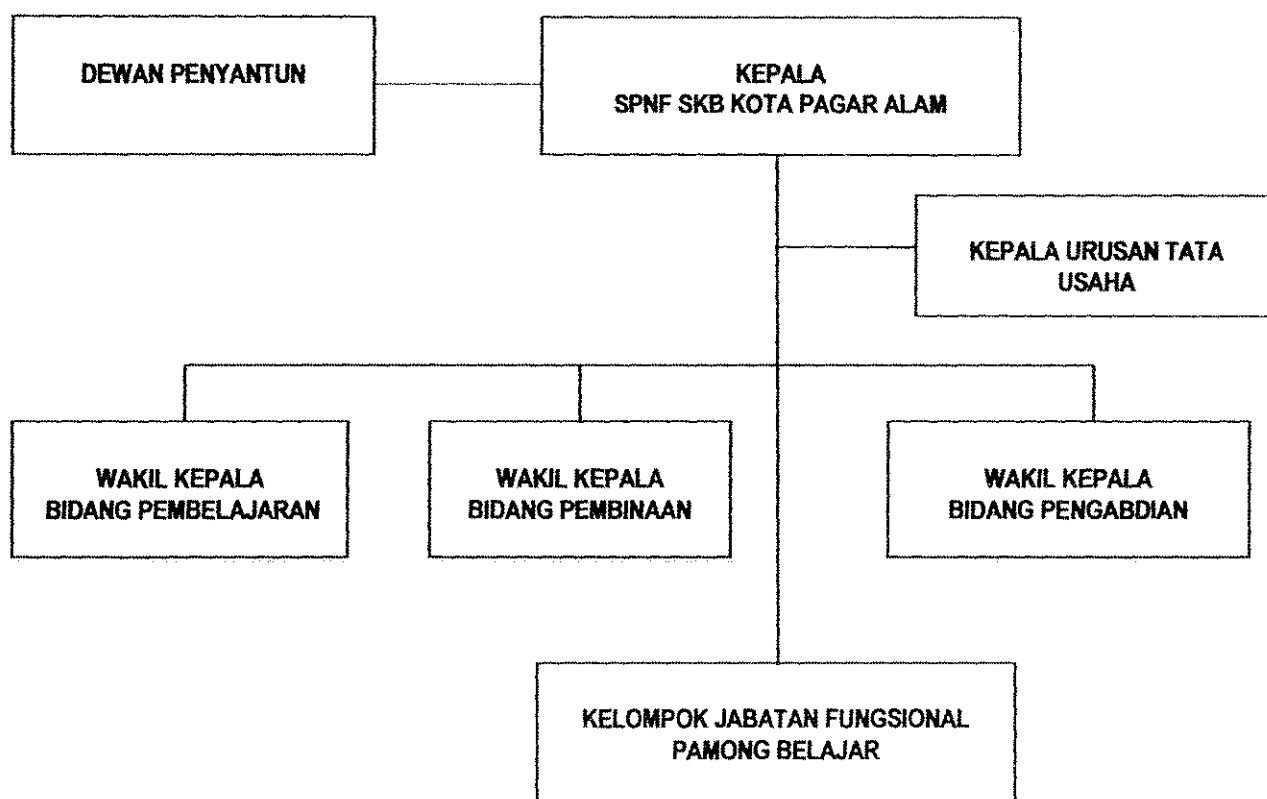 DEWAN PENYANTUN
KEPALA
SPNF SKB KOTA PAGAR ALAM
KEPALA URUSAN TATA
USAHA
WAKIL KEPALA
BIDANG PEMBELAJARAN
WAKIL KEPALA
BIDANG PEMBINAAN
WAKIL KEPALA
BIDANG PENGABDIAN
KELOMPOK JABATAN FUNGSIONAL
PAMONG BELAJAR